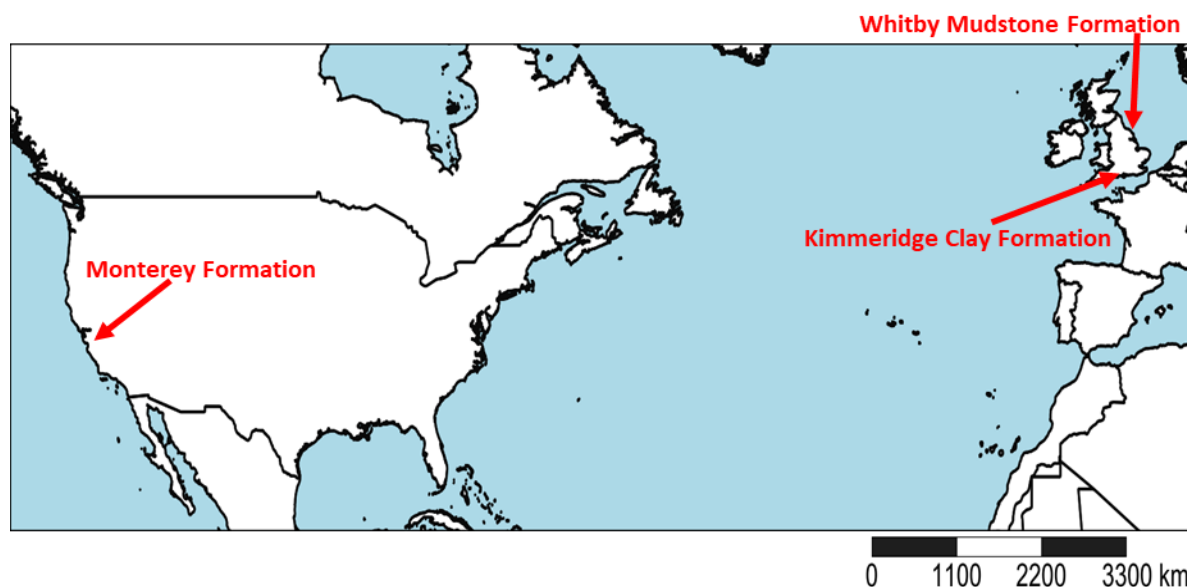 Whitby Mudstone Formation
Kimmeridge Clay Formation
Monterey Formation
0 1100 2200 3300 km